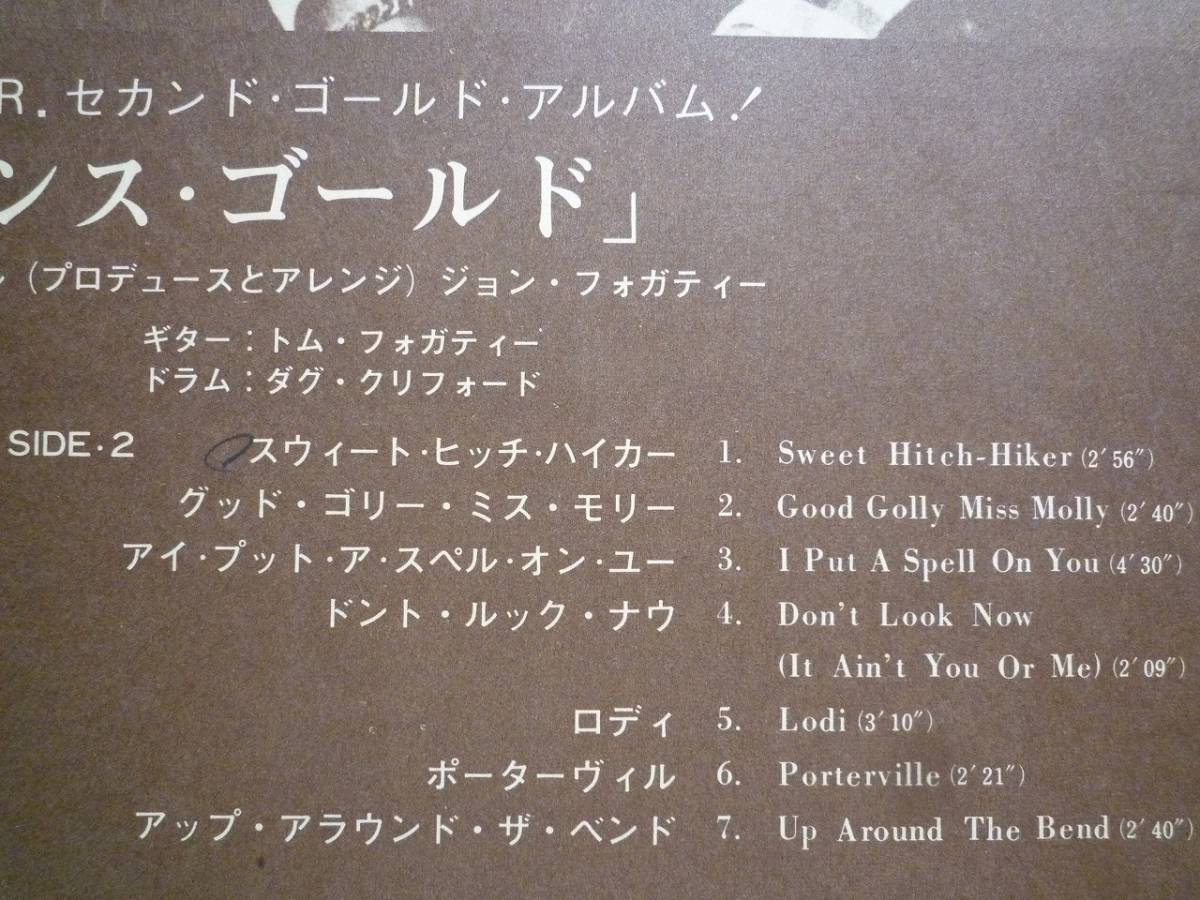 R. セカンド・ゴールド・アルバム！
ンス・ゴールド」
(プロデュースとアレンジ) ジョン・フォガティー
ギター：トム・フォガティー
ドラム：ダグ・クリフォード
SIDE・2 スウィート・ヒッチ・ハイカー 1. Sweet Hitch-Hiker (2′56″)
グッド・ゴリー・ミス・モリー 2. Good Golly Miss Molly (2′40″)
アイ・プット・ア・スペル・オン・ユー 3. I Put A Spell On You (4′30″)
ドント・ルック・ナウ 4. Don't Look Now
(It Ain't You Or Me) (2′09″)
ロディ 5. Lodi (3′10″)
ポーターヴィル 6. Porterville (2′21″)
アップ・アラウンド・ザ・ベンド 7. Up Around The Bend (2′40″)